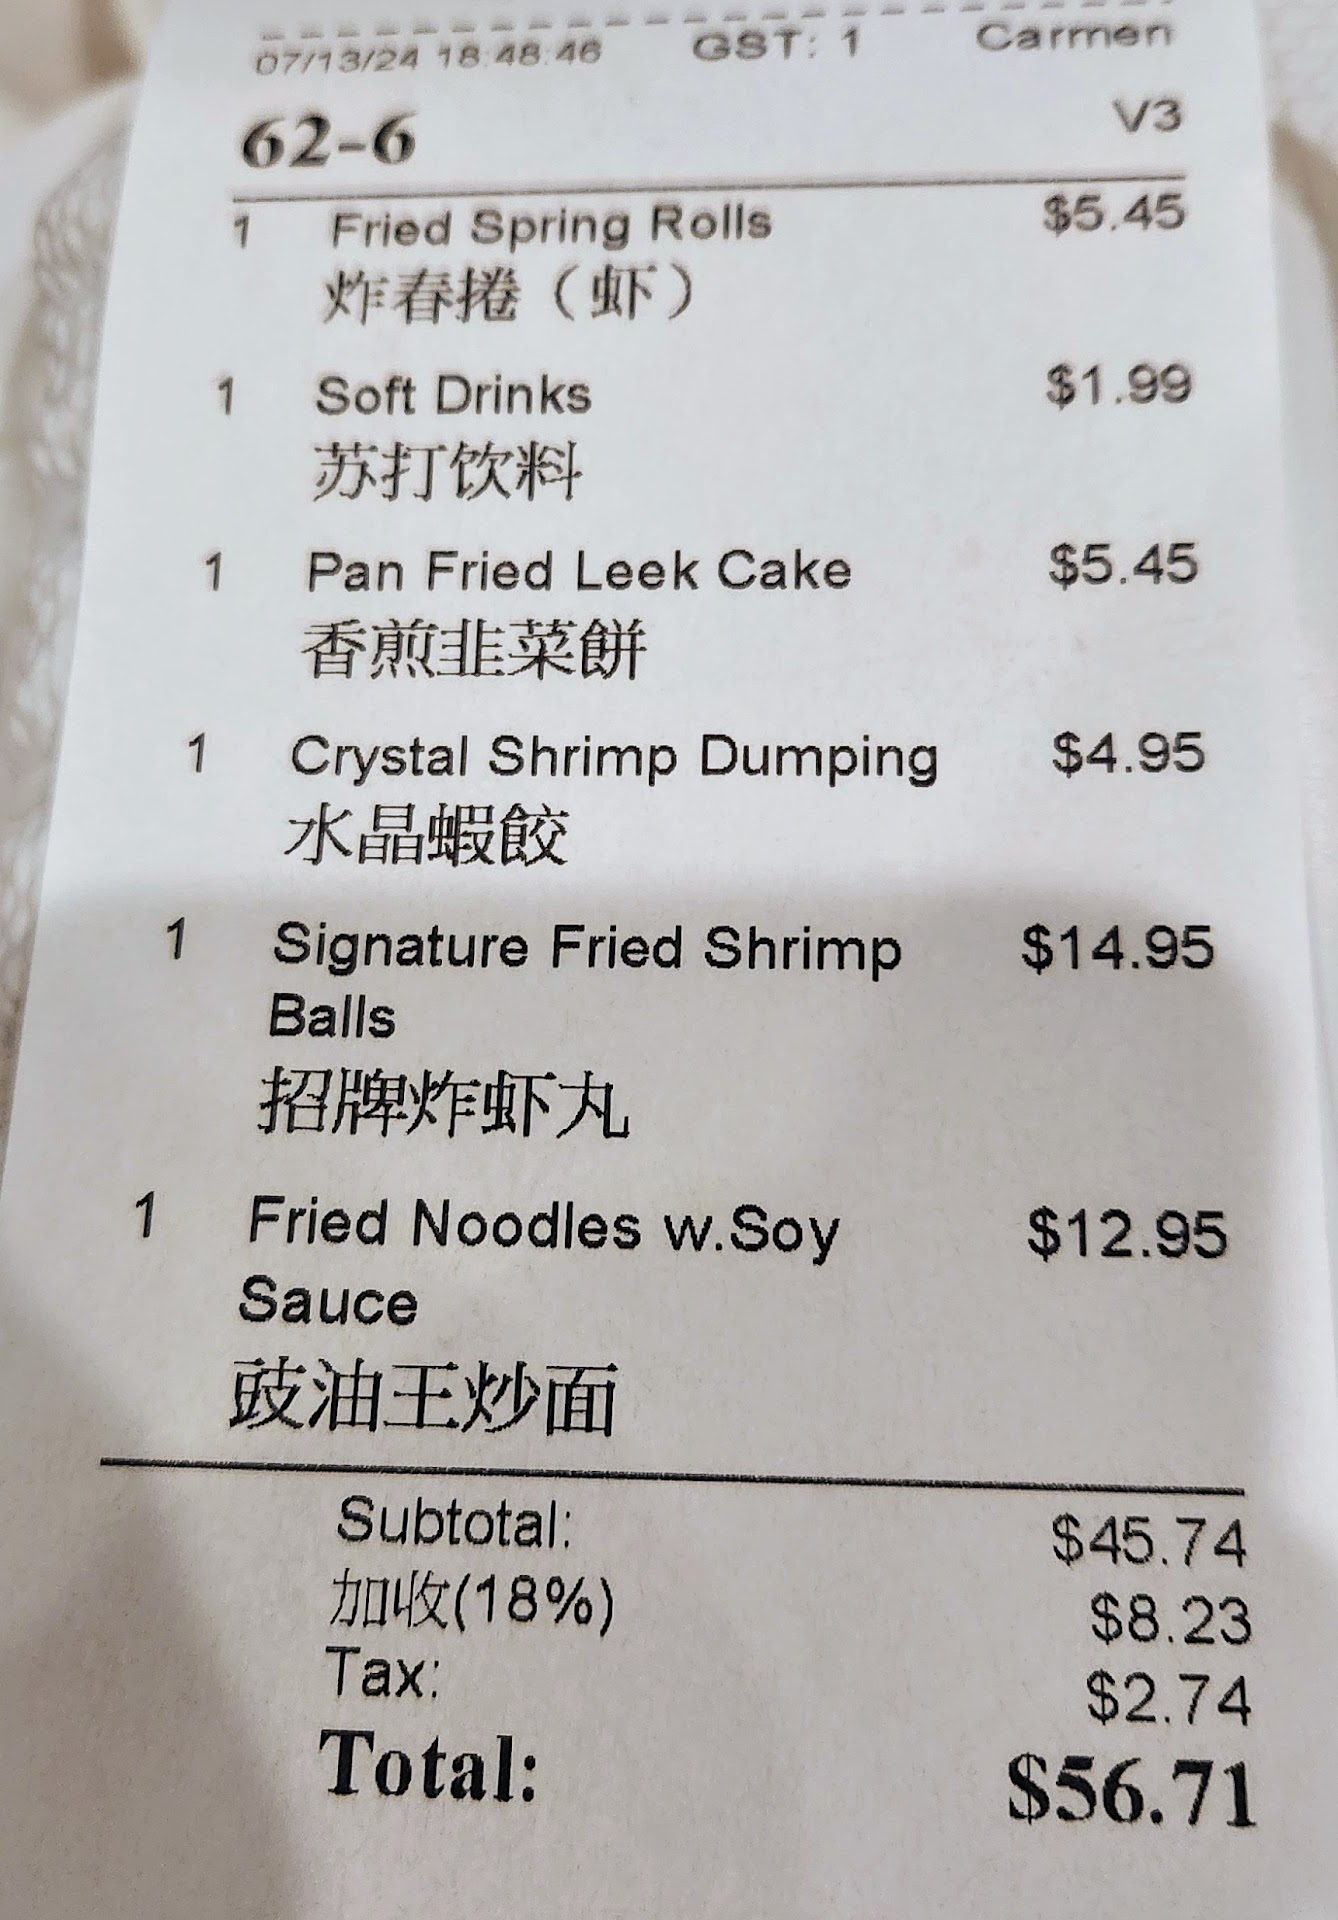 07/13/24 18:48:46 GST: 1 Carmen
62-6 V3
1 Fried Spring Rolls $5.45
炸春捲（虾）
1 Soft Drinks $1.99
苏打饮料
1 Pan Fried Leek Cake $5.45
香煎韭菜餅
1 Crystal Shrimp Dumping $4.95
水晶蝦餃
1 Signature Fried Shrimp $14.95
Balls
招牌炸虾丸
1 Fried Noodles w.Soy $12.95
Sauce
豉油王炒面
Subtotal: $45.74
加收(18%) $8.23
Tax: $2.74
Total: $56.71